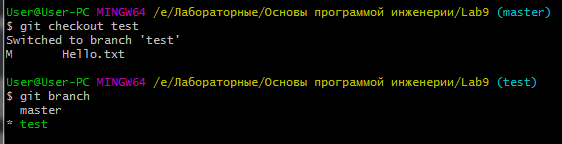 User@User-PC MINGW64 /e/Лабораторные/Основы программой инженерии/Lab9 (master)
$ git checkout test
Switched to branch 'test'
M       Hello.txt
User@User-PC MINGW64 /e/Лабораторные/Основы программой инженерии/Lab9 (test)
$ git branch
  master
* test